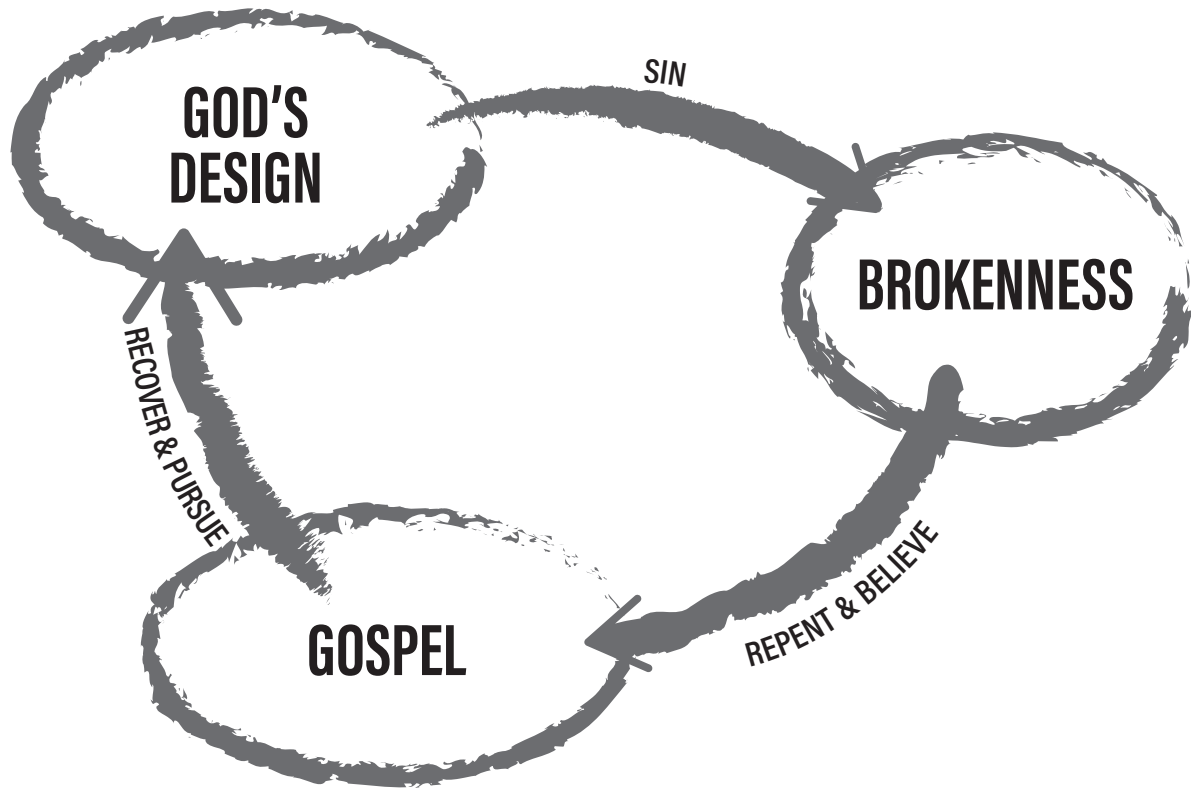 GOD'S
DESIGN
SIN
BROKENNESS
REPENT & BELIEVE
GOSPEL
RECOVER & PURSUE